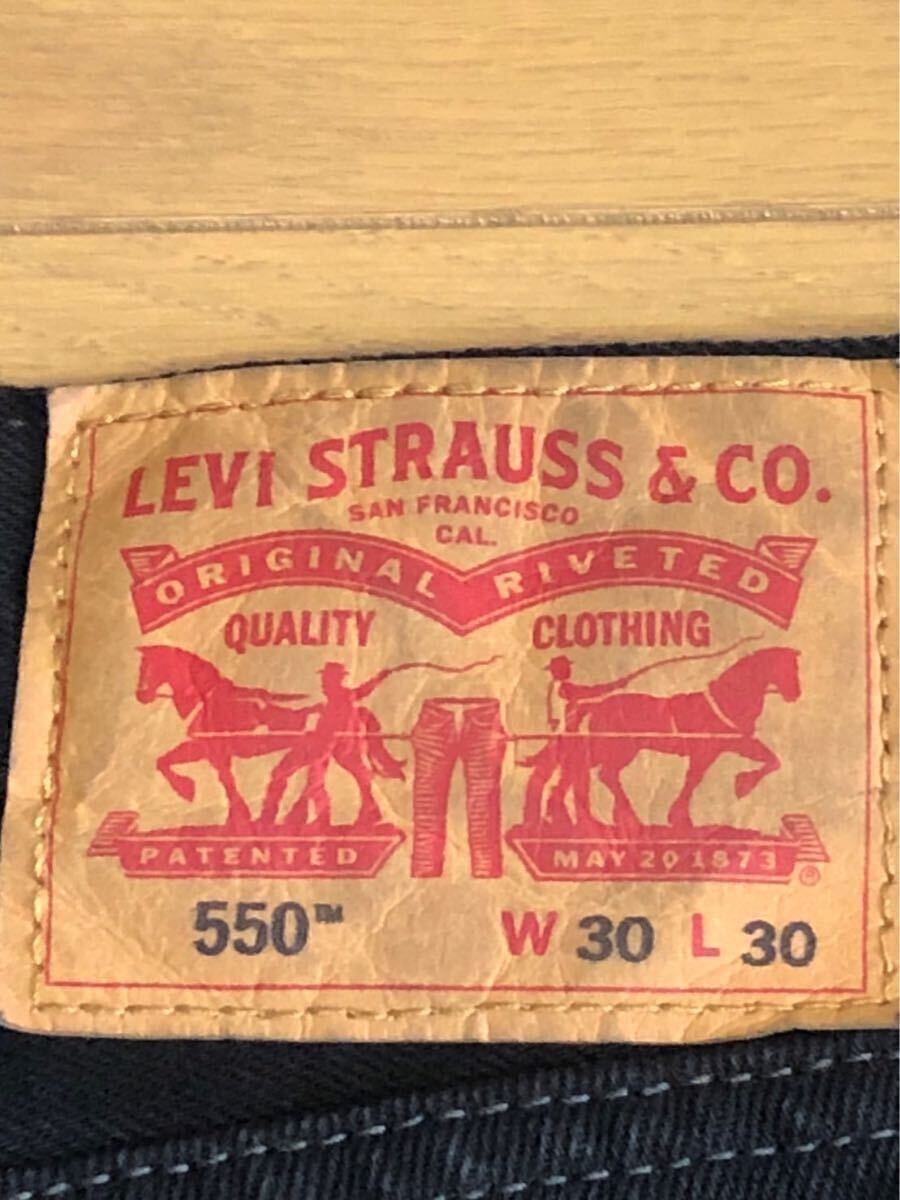 LEVI STRAUSS & CO.
SAN FRANCISCO
CAL.
ORIGINAL RIVETED
QUALITY CLOTHING
PATENTED MAY 20 1873 ®
550™ W 30 L 30